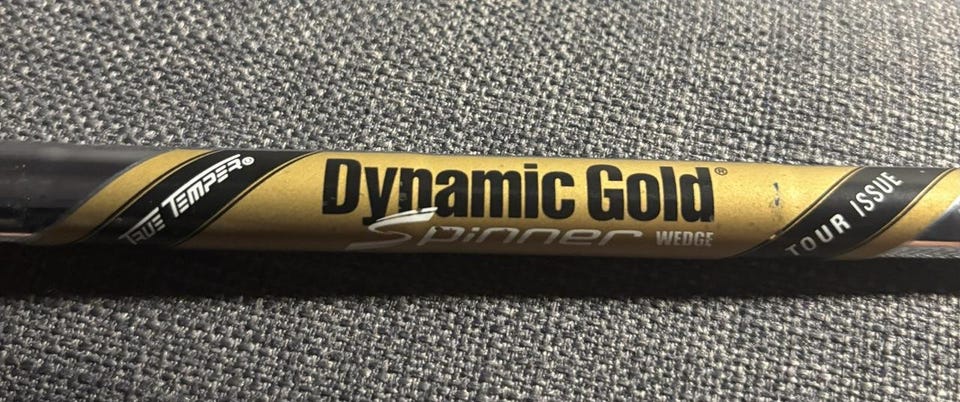 TRUE TEMPER®
Dynamic Gold®
Spinner WEDGE
TOUR ISSUE